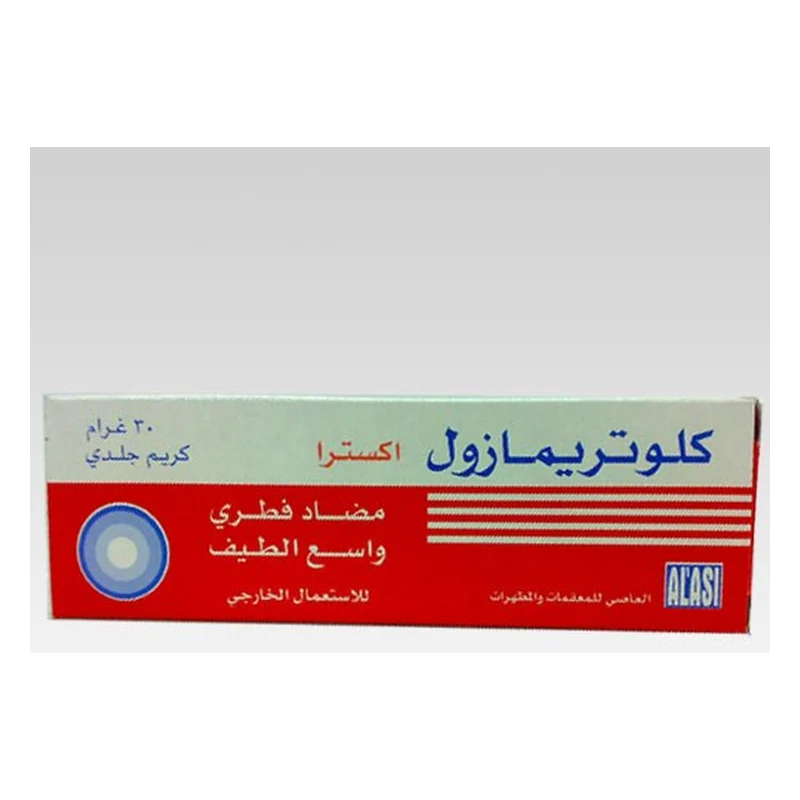 كلوتريمازول اكسترا
٣٠ غرام
كريم جلدي
مضاد فطري
واسع الطيف
للاستعمال الخارجي
العاصي للمعقمات والمطهرات
AL'ASI